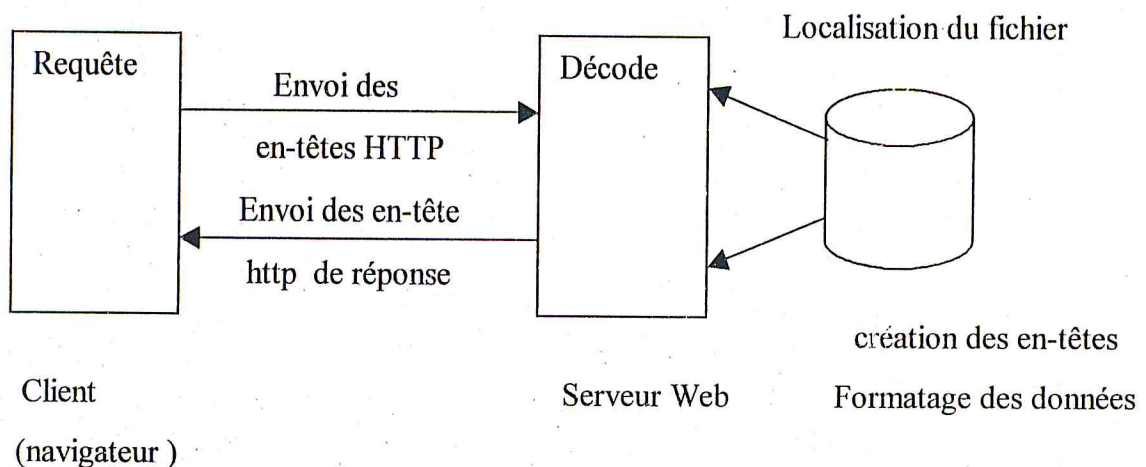 Localisation du fichier
Requête
Décode
Envoi des
en-têtes HTTP
Envoi des en-tête
http de réponse
création des en-têtes
Client
Serveur Web
Formatage des données
(navigateur )